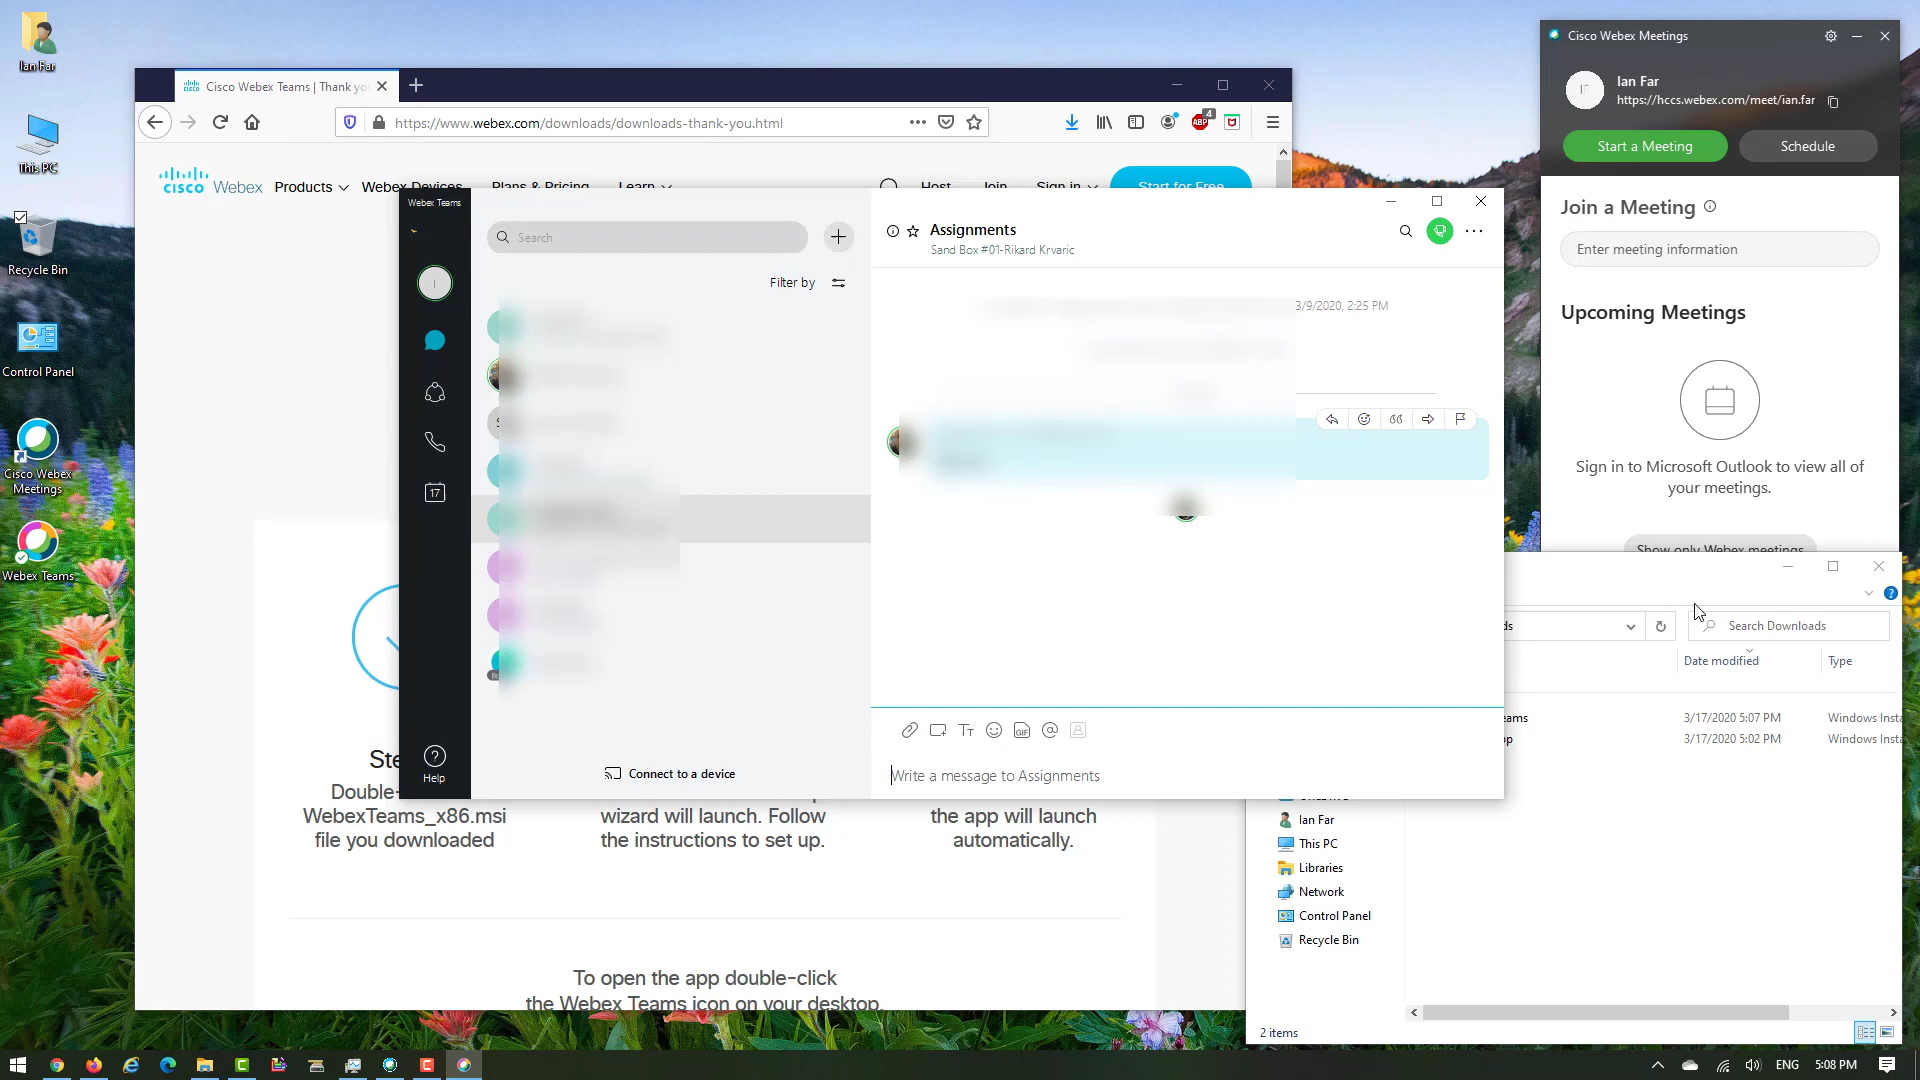 Ian Far
This PC
Recycle Bin
Control Panel
Cisco Webex
Meetings
Webex Teams
Cisco Webex Teams | Thank yo
https://www.webex.com/downloads/downloads-thank-you.html
ABP
4
cisco Webex
Products
Webex Devices
Plans & Pricing
Learn
Host
Join
Sign in
Start for Free
Double-
WebexTeams_x86.msi
file you downloaded
wizard will launch. Follow
the instructions to set up.
the app will launch
automatically.
To open the app double-click
the Webex Teams icon on your desktop.
Webex Teams
I
17
Help
Search
Filter by
Connect to a device
Assignments
Sand Box #01-Rikard Krvaric
3/9/2020, 2:25 PM
GIF
Write a message to Assignments
Cisco Webex Meetings
IF
Ian Far
https://hccs.webex.com/meet/ian.far
Start a Meeting
Schedule
Join a Meeting
Enter meeting information
Upcoming Meetings
Sign in to Microsoft Outlook to view all of
your meetings.
Show only Webex meetings
ds
Search Downloads
Date modified
Type
eams
3/17/2020 5:07 PM
Windows Insta
pp
3/17/2020 5:02 PM
Windows Insta
Ian Far
This PC
Libraries
Network
Control Panel
Recycle Bin
2 items
ENG
5:08 PM